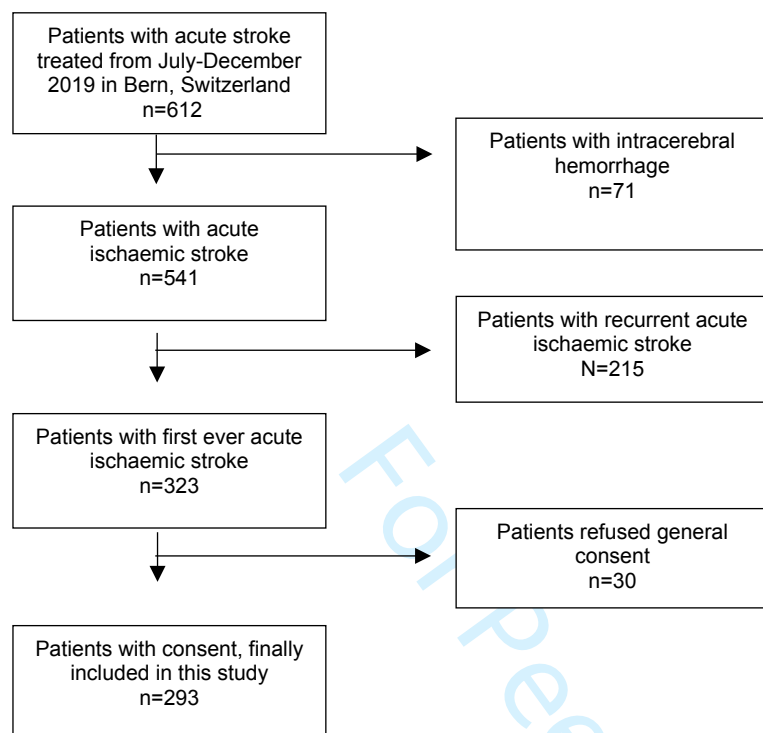 Patients with acute stroke
treated from July-December
2019 in Bern, Switzerland
n=612
Patients with intracerebral
hemorrhage
n=71
Patients with acute
ischaemic stroke
n=541
Patients with recurrent acute
ischaemic stroke
N=215
Patients with first ever acute
ischaemic stroke
n=323
Patients refused general
consent
n=30
Patients with consent, finally
included in this study
n=293
For Pee